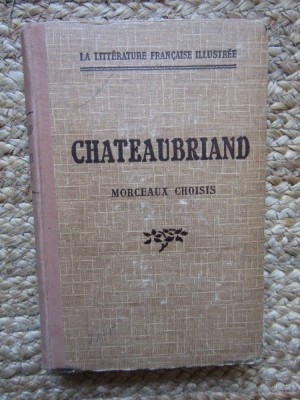 LA LITTÉRATURE FRANÇAISE ILLUSTRÉE
CHATEAUBRIAND
MORCEAUX CHOISIS